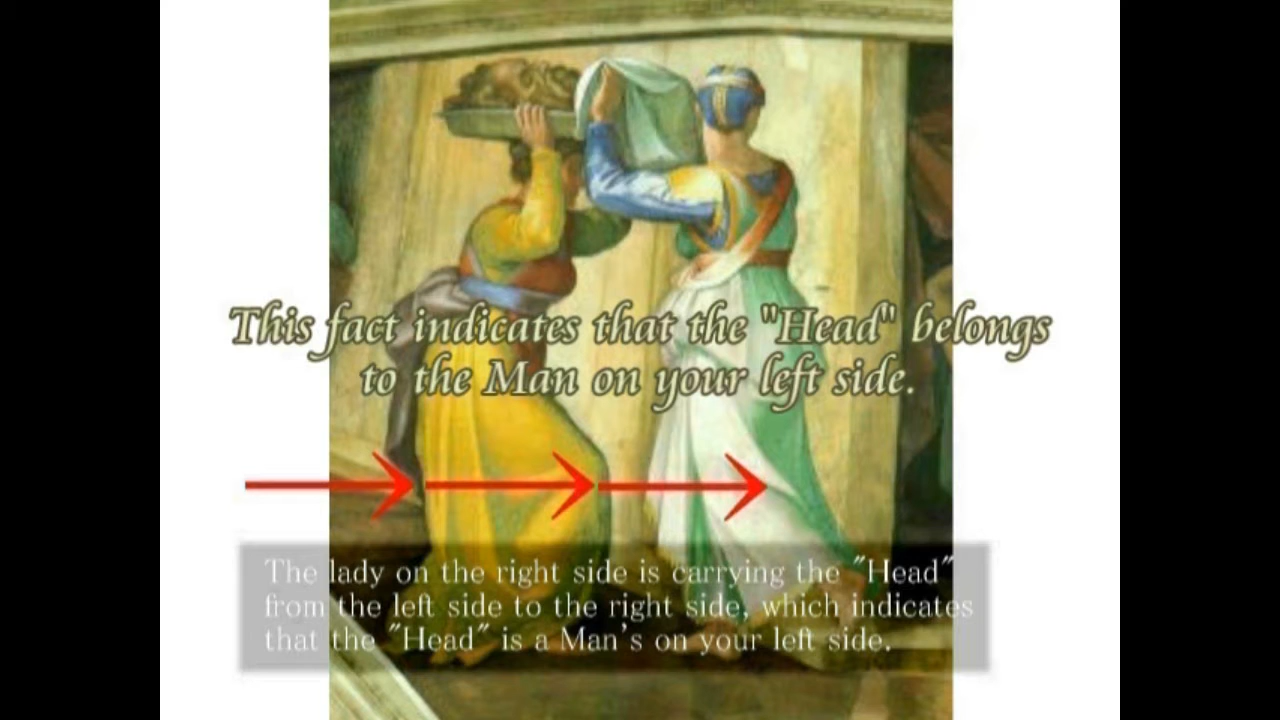 This fact indicates that the "Head" belongs
to the Man on your left side.
The lady on the right side is carrying the "Head"
from the left side to the right side, which indicates
that the "Head" is a Man's on your left side.